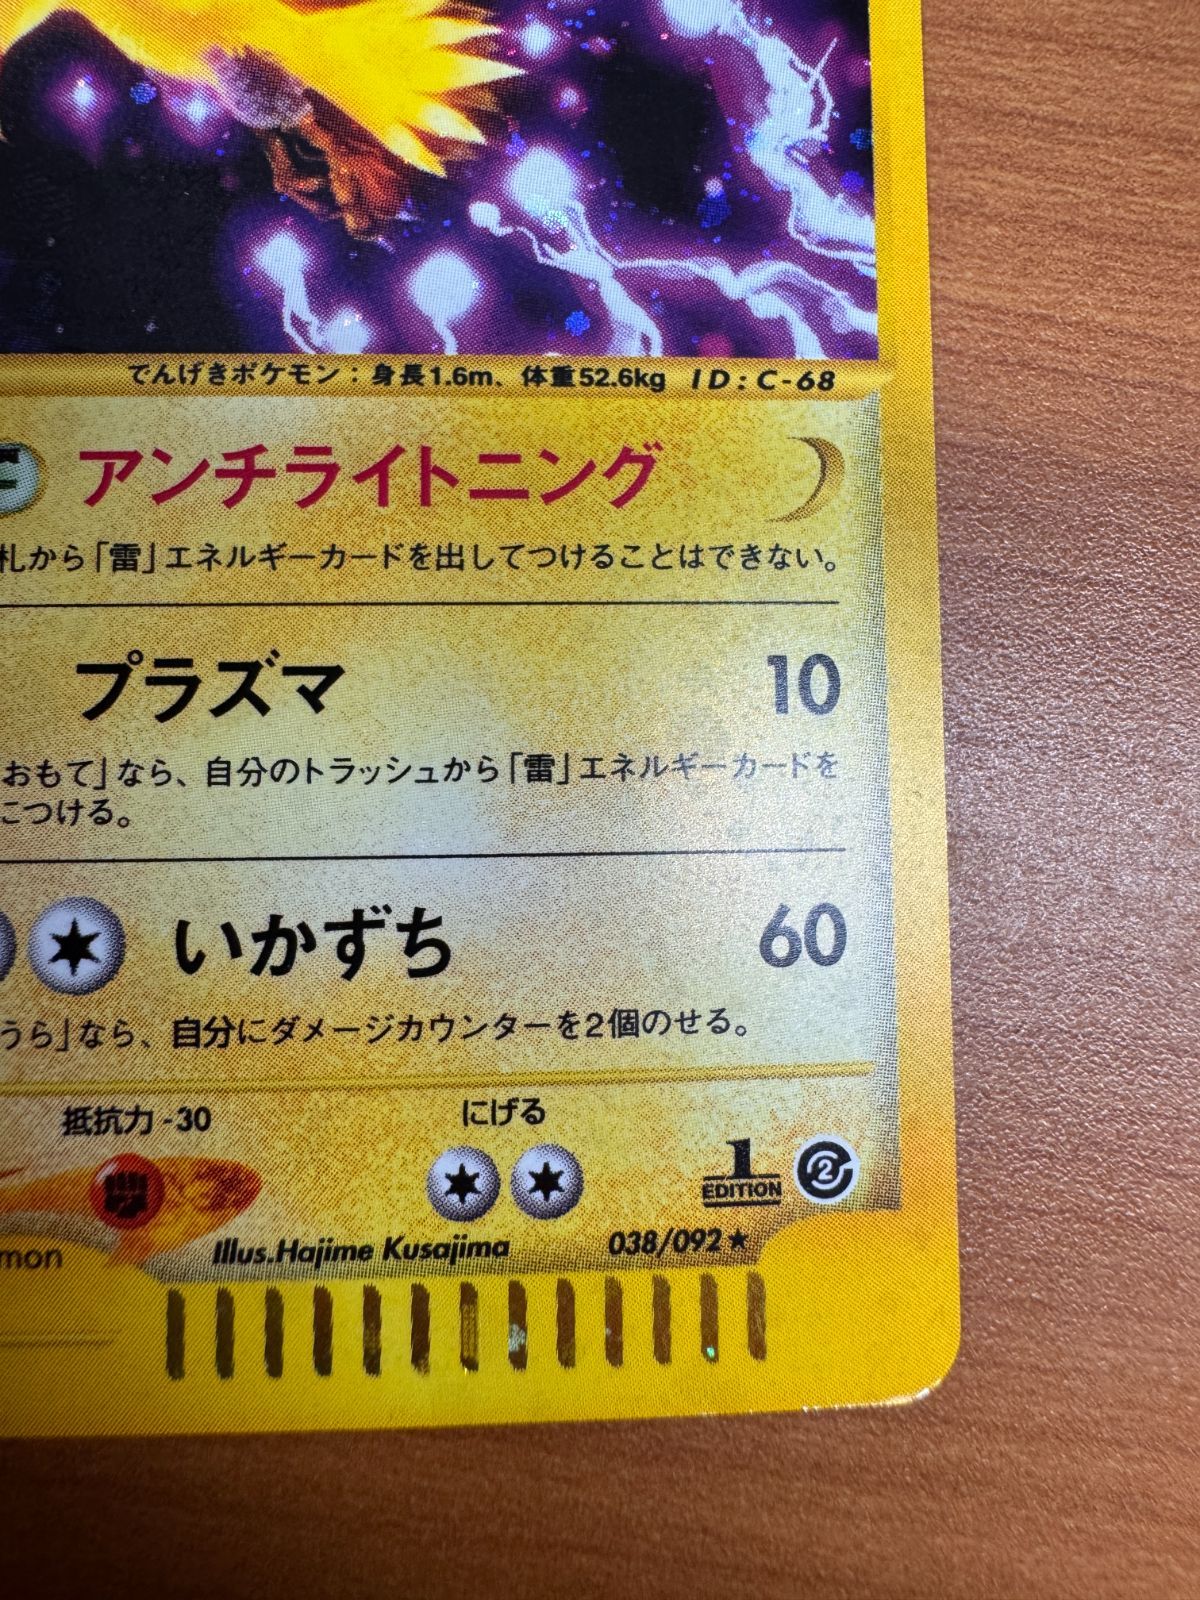 でんげきポケモン：身長1.6m、体重52.6kg ID:C-68
アンチライトニング
札から「雷」エネルギーカードを出してつけることはできない。
プラズマ 10
おもて」なら、自分のトラッシュから「雷」エネルギーカードを
につける。
いかずち 60
うら」なら、自分にダメージカウンターを2個のせる。
抵抗力 -30 にげる
1 EDITION 2
mon Illus.Hajime Kusajima 038/092★